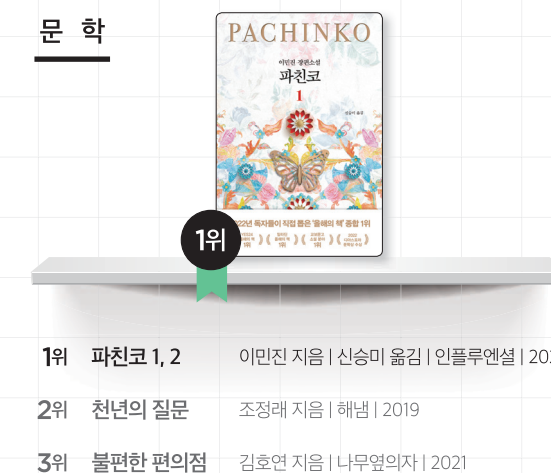 문 학
PACHINKO
이민진 장편소설
파친코
1
신승미 옮김
22년 독자들이 직접 뽑은 '올해의 책' 종합 1위
1위
1위 파친코 1, 2 이민진 지음 | 신승미 옮김 | 인플루엔셜 | 20
2위 천년의 질문 조정래 지음 | 해냄 | 2019
3위 불편한 편의점 김호연 지음 | 나무옆의자 | 2021